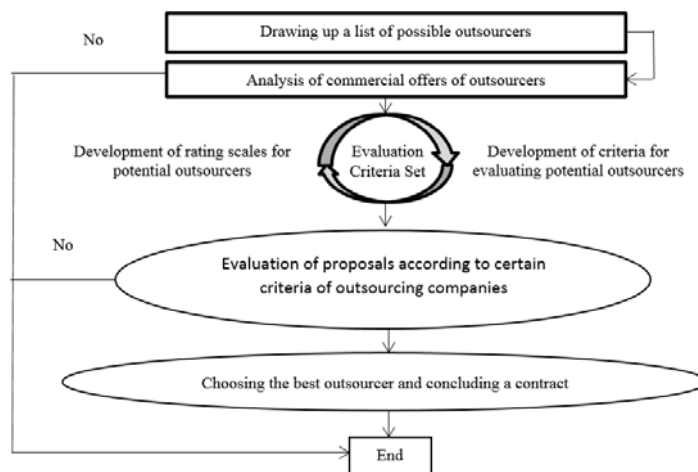 No
Drawing up a list of possible outsourcers
Analysis of commercial offers of outsourcers
Development of rating scales for
potential outsourcers
Evaluation
Criteria Set
Development of criteria for
evaluating potential outsourcers
No
Evaluation of proposals according to certain
criteria of outsourcing companies
Choosing the best outsourcer and concluding a contract
End